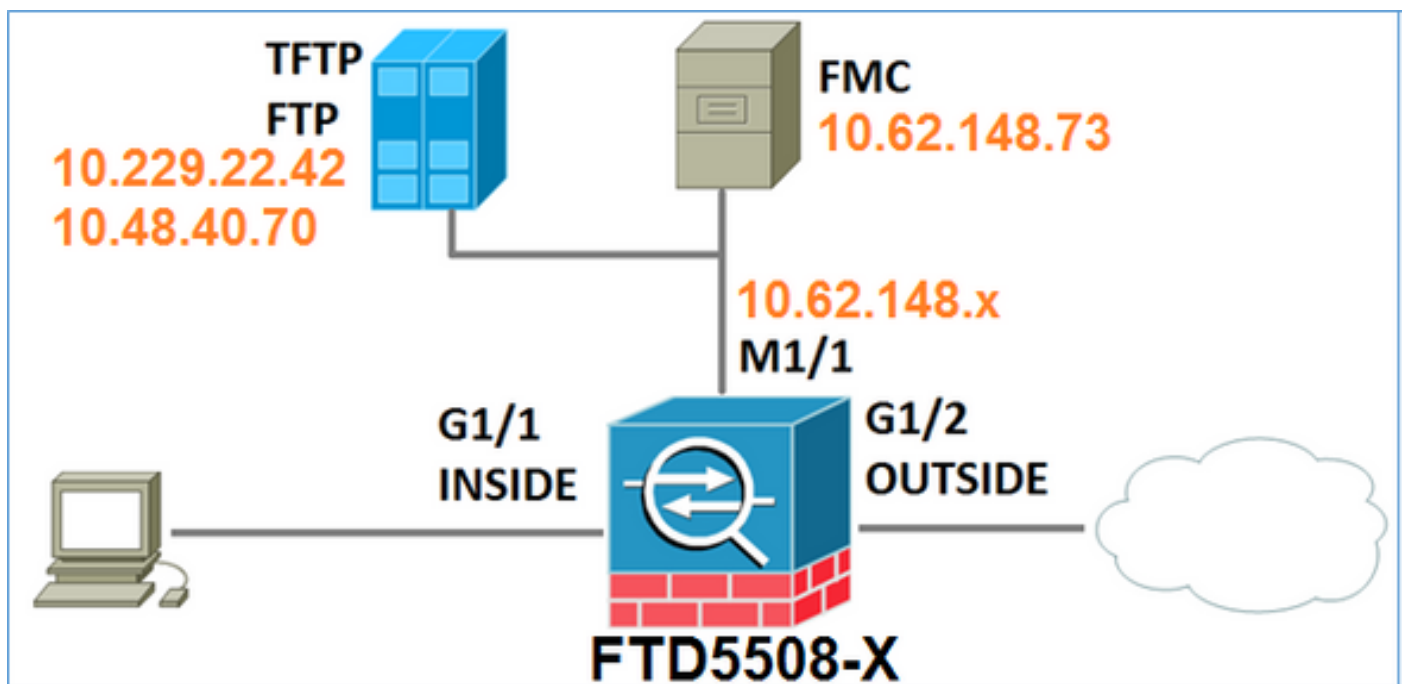 TFTP
FTP
10.229.22.42
10.48.40.70
FMC
10.62.148.73
10.62.148.x
M1/1
G1/1
INSIDE
G1/2
OUTSIDE
FTD5508-X